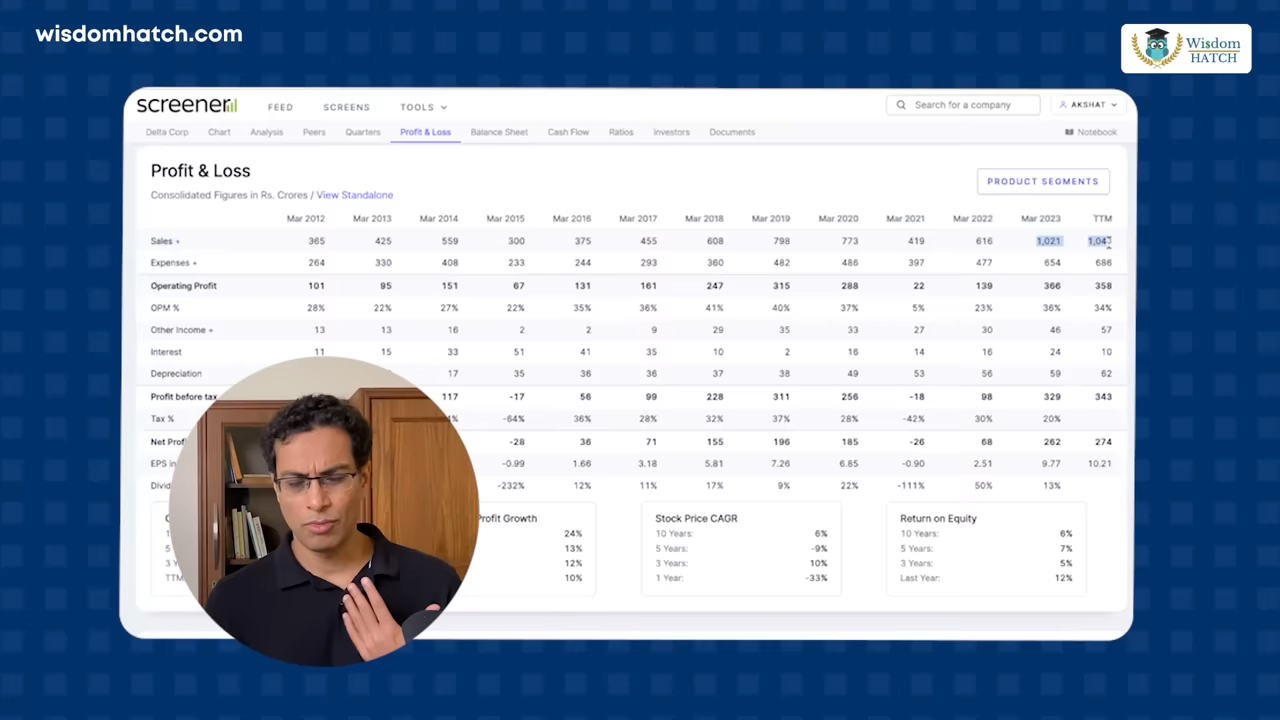 wisdomhatch.com
Wisdom
HATCH
screener
FEED SCREENS TOOLS
Search for a company
AKSHAT
Delta Corp Chart Analysis Peers Quarters Profit & Loss Balance Sheet Cash Flow Ratios Investors Documents Notebook
Profit & Loss
Consolidated Figures in Rs. Crores / View Standalone
PRODUCT SEGMENTS
Mar 2012 Mar 2013 Mar 2014 Mar 2015 Mar 2016 Mar 2017 Mar 2018 Mar 2019 Mar 2020 Mar 2021 Mar 2022 Mar 2023 TTM
Sales + 365 425 559 300 375 455 608 798 773 419 616 1,021
Expenses + 264 330 408 233 244 293 360 482 486 397 477 654 686
Operating Profit 101 95 151 67 131 161 247 315 288 22 139 366 358
OPM % 28% 22% 27% 22% 35% 36% 41% 40% 37% 5% 23% 36% 34%
Other Income + 13 13 16 2 2 9 29 35 33 27 30 46 57
Interest 11 15 33 51 41 35 10 2 16 14 16 24 10
Depreciation 17 35 36 36 37 38 49 53 56 59 62
Profit before tax 117 -17 56 99 228 311 256 -18 98 329 343
Tax % -64% 36% 28% 32% 37% 28% -42% 30% 20%
Net -28 36 71 155 196 185 -26 68 262 274
EPS in -0.99 1.66 3.18 5.81 7.26 6.85 -0.90 2.51 9.77 10.21
-232% 12% 11% 17% 9% 22% -111% 50% 13%
Profit Growth
24%
13%
12%
10%
Stock Price CAGR
10 Years: 6%
5 Years: -9%
3 Years: 10%
1 Year: -33%
Return on Equity
10 Years: 6%
5 Years: 7%
3 Years: 5%
Last Year: 12%